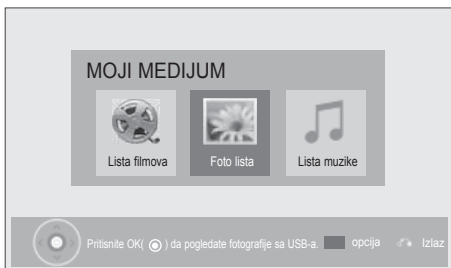 MOJI MEDIJUM
Lista filmova
Foto lista
Lista muzike
Pritisnite OK( ) da pogledate fotografije sa USB-a. opcija Izlaz